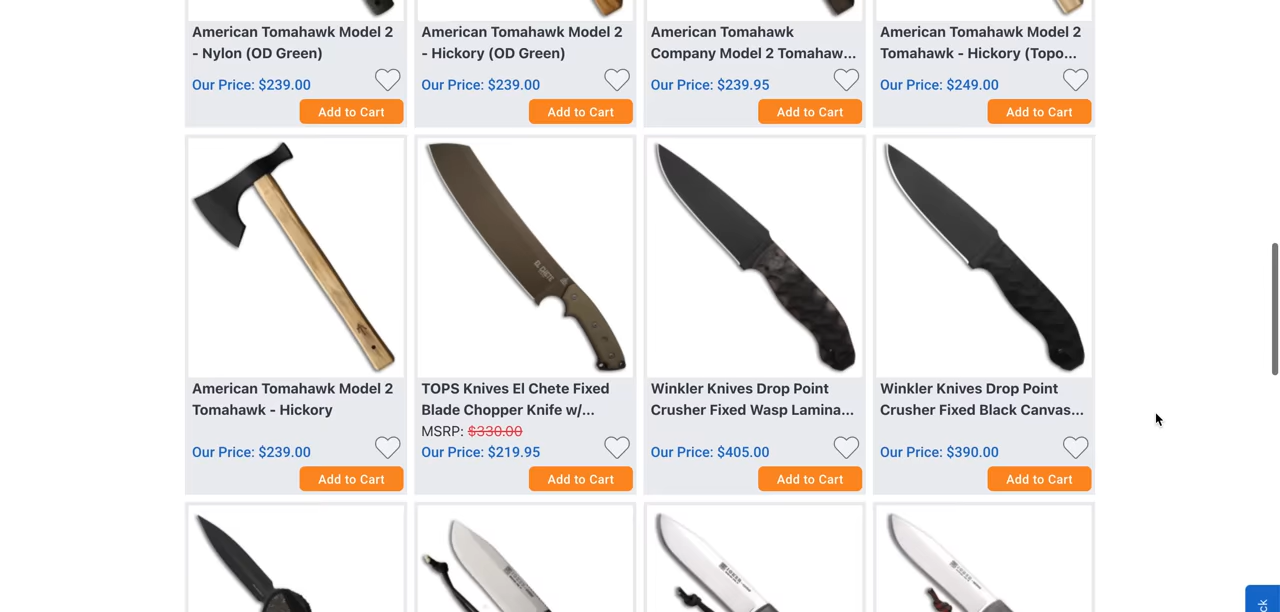 American Tomahawk Model 2
- Nylon (OD Green)
Our Price: $239.00
Add to Cart
American Tomahawk Model 2
- Hickory (OD Green)
Our Price: $239.00
Add to Cart
American Tomahawk
Company Model 2 Tomahaw...
Our Price: $239.95
Add to Cart
American Tomahawk Model 2
Tomahawk - Hickory (Topo...
Our Price: $249.00
Add to Cart
American Tomahawk Model 2
Tomahawk - Hickory
Our Price: $239.00
Add to Cart
EL CHETE
TOPS Knives El Chete Fixed
Blade Chopper Knife w/...
MSRP: $330.00
Our Price: $219.95
Add to Cart
Winkler Knives Drop Point
Crusher Fixed Wasp Lamina...
Our Price: $405.00
Add to Cart
Winkler Knives Drop Point
Crusher Fixed Black Canvas...
Our Price: $390.00
Add to Cart